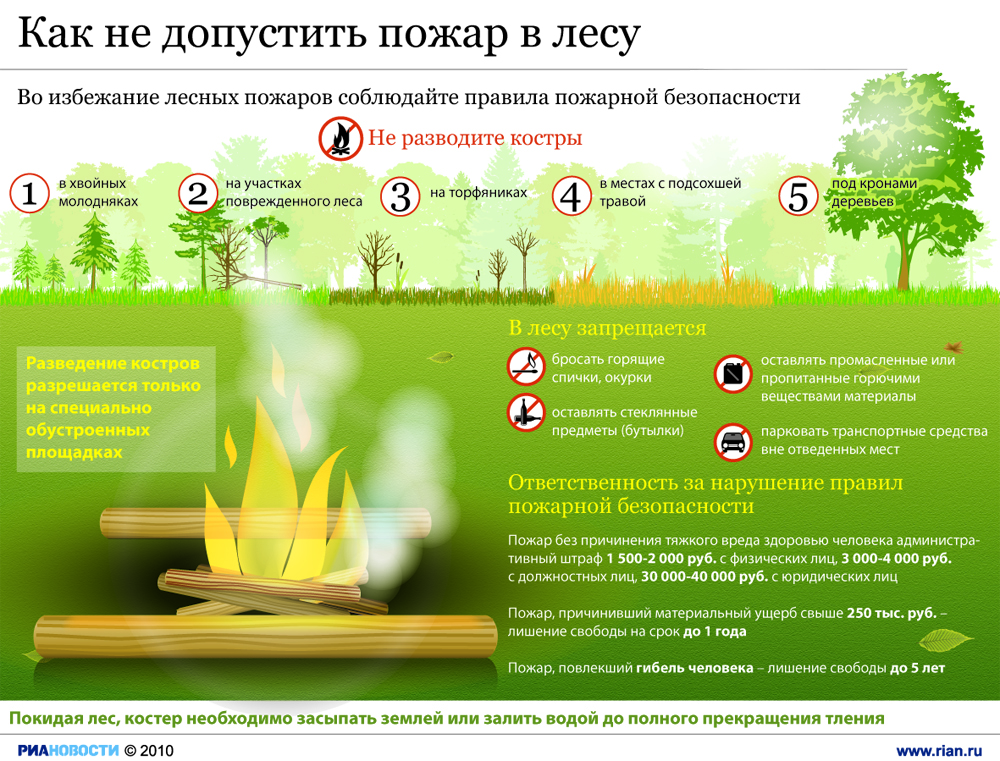 Как не допустить пожар в лесу
Во избежание лесных пожаров соблюдайте правила пожарной безопасности
Не разводите костры
1 в хвойных
молодняках
2 на участках
поврежденного леса
3 на торфяниках
4 в местах с подсохшей
травой
5 под кронами
деревьев
Разведение костров
разрешается только
на специально
обустроенных
площадках
В лесу запрещается
бросать горящие
спички, окурки
оставлять стеклянные
предметы (бутылки)
оставлять промасленные или
пропитанные горючими
веществами материалы
парковать транспортные средства
вне отведенных мест
Ответственность за нарушение правил
пожарной безопасности
Пожар без причинения тяжкого вреда здоровью человека администра-
тивный штраф 1 500-2 000 руб. с физических лиц, 3 000-4 000 руб.
с должностных лиц, 30 000-40 000 руб. с юридических лиц
Пожар, причинивший материальный ущерб свыше 250 тыс. руб. –
лишение свободы на срок до 1 года
Пожар, повлекший гибель человека – лишение свободы до 5 лет
Покидая лес, костер необходимо засыпать землей или залить водой до полного прекращения тления
РИАНОВОСТИ © 2010
www.rian.ru